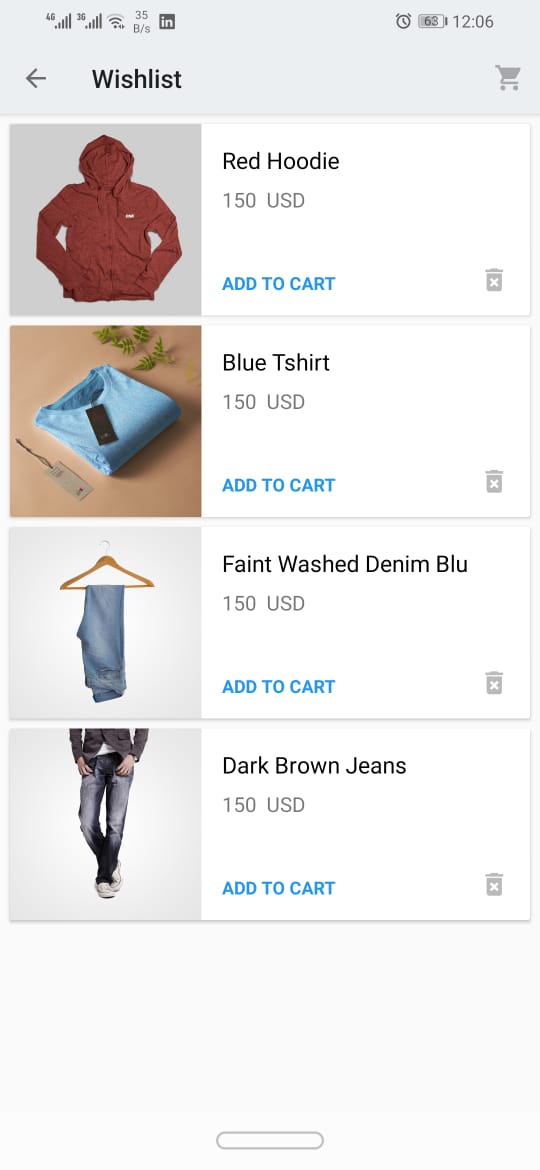 4G 3G 35 B/s in 63 12:06
Wishlist
Red Hoodie
150 USD
ADD TO CART
Blue Tshirt
150 USD
ADD TO CART
Faint Washed Denim Blu
150 USD
ADD TO CART
Dark Brown Jeans
150 USD
ADD TO CART